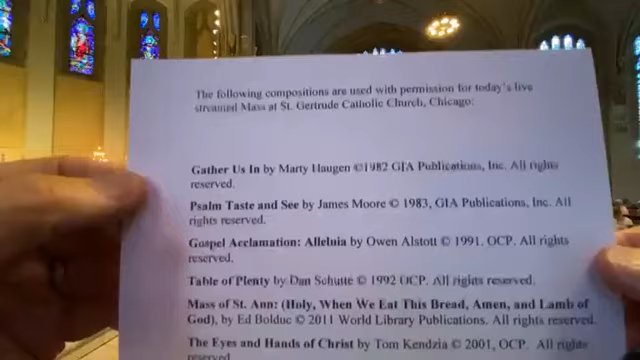 The following compositions are used with permission for today's live
streamed Mass at St. Gertrude Catholic Church, Chicago:
Gather Us In by Marty Haugen ©1982 GIA Publications, Inc. All rights
reserved.
Psalm Taste and See by James Moore © 1983, GIA Publications, Inc. All
rights reserved.
Gospel Acclamation: Alleluia by Owen Alstott © 1991. OCP. All rights
reserved.
Table of Plenty by Dan Schutte © 1992 OCP. All rights reserved.
Mass of St. Ann: (Holy, When We Eat This Bread, Amen, and Lamb of
God), by Ed Bolduc © 2011 World Library Publications. All rights reserved.
The Eyes and Hands of Christ by Tom Kendzia © 2001, OCP. All rights
reserved